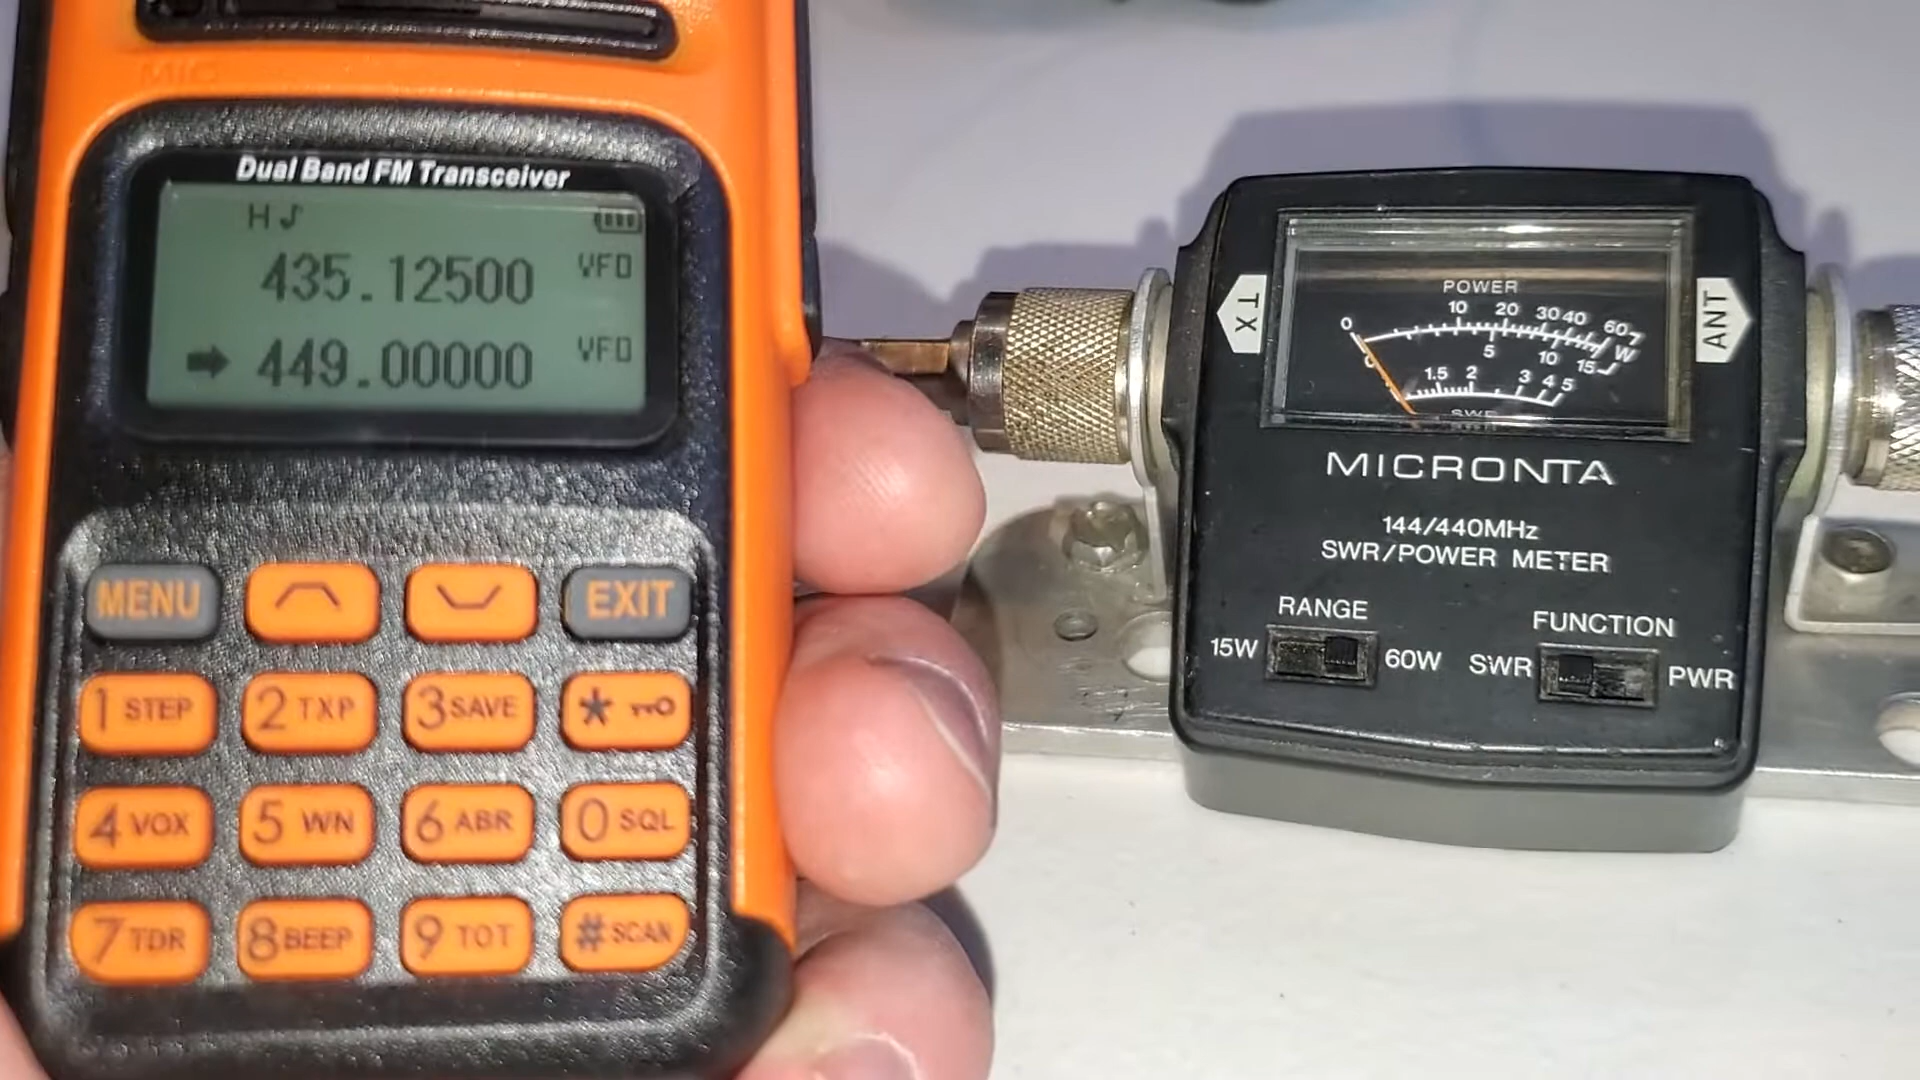 MIC
Dual Band FM Transceiver
H♪
435.12500 VFO
➡ 449.00000 VFO
MENU EXIT
1 STEP 2 TXP 3 SAVE *
4 VOX 5 WN 6 ABR 0 SQL
7 TDR 8 BEEP 9 TOT # SCAN
POWER
0 10 20 30 40 60
W
0 5 10 15
1.5 2 3 4 5
SWR
TX
ANT
MICRONTA
144/440MHz
SWR/POWER METER
RANGE
15W 60W
FUNCTION
SWR PWR